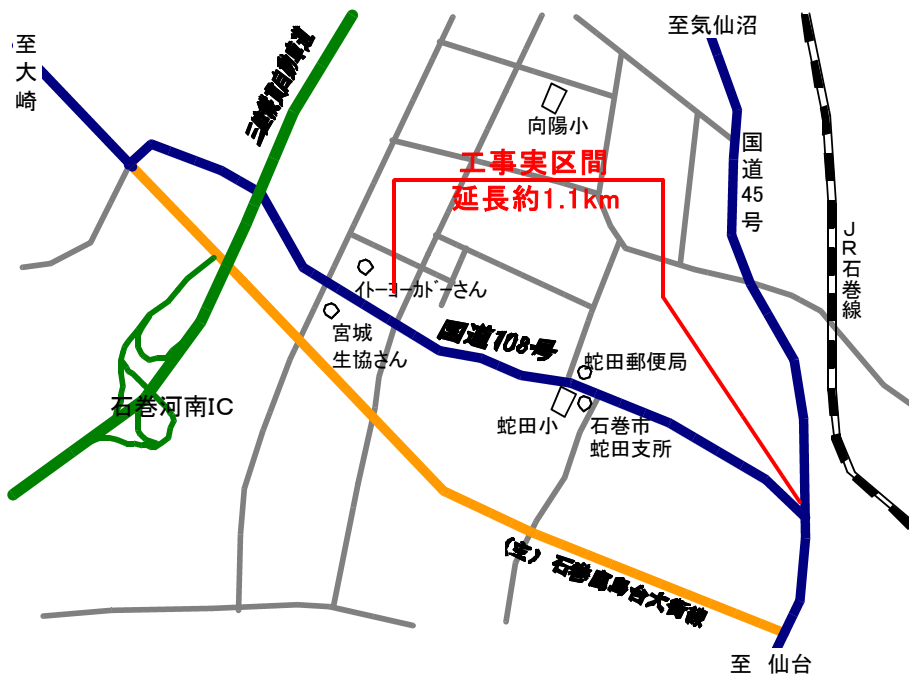 至気仙沼
至
大
崎
三陸縦貫自動車道
向陽小
国
道
45
号
工事実区間
延長約1.1km
JR石巻線
イトーヨーカドーさん
宮城
生協さん
国道108号
蛇田郵便局
石巻河南IC
蛇田小
石巻市
蛇田支所
(主) 石巻鹿島台大衡線
至 仙台